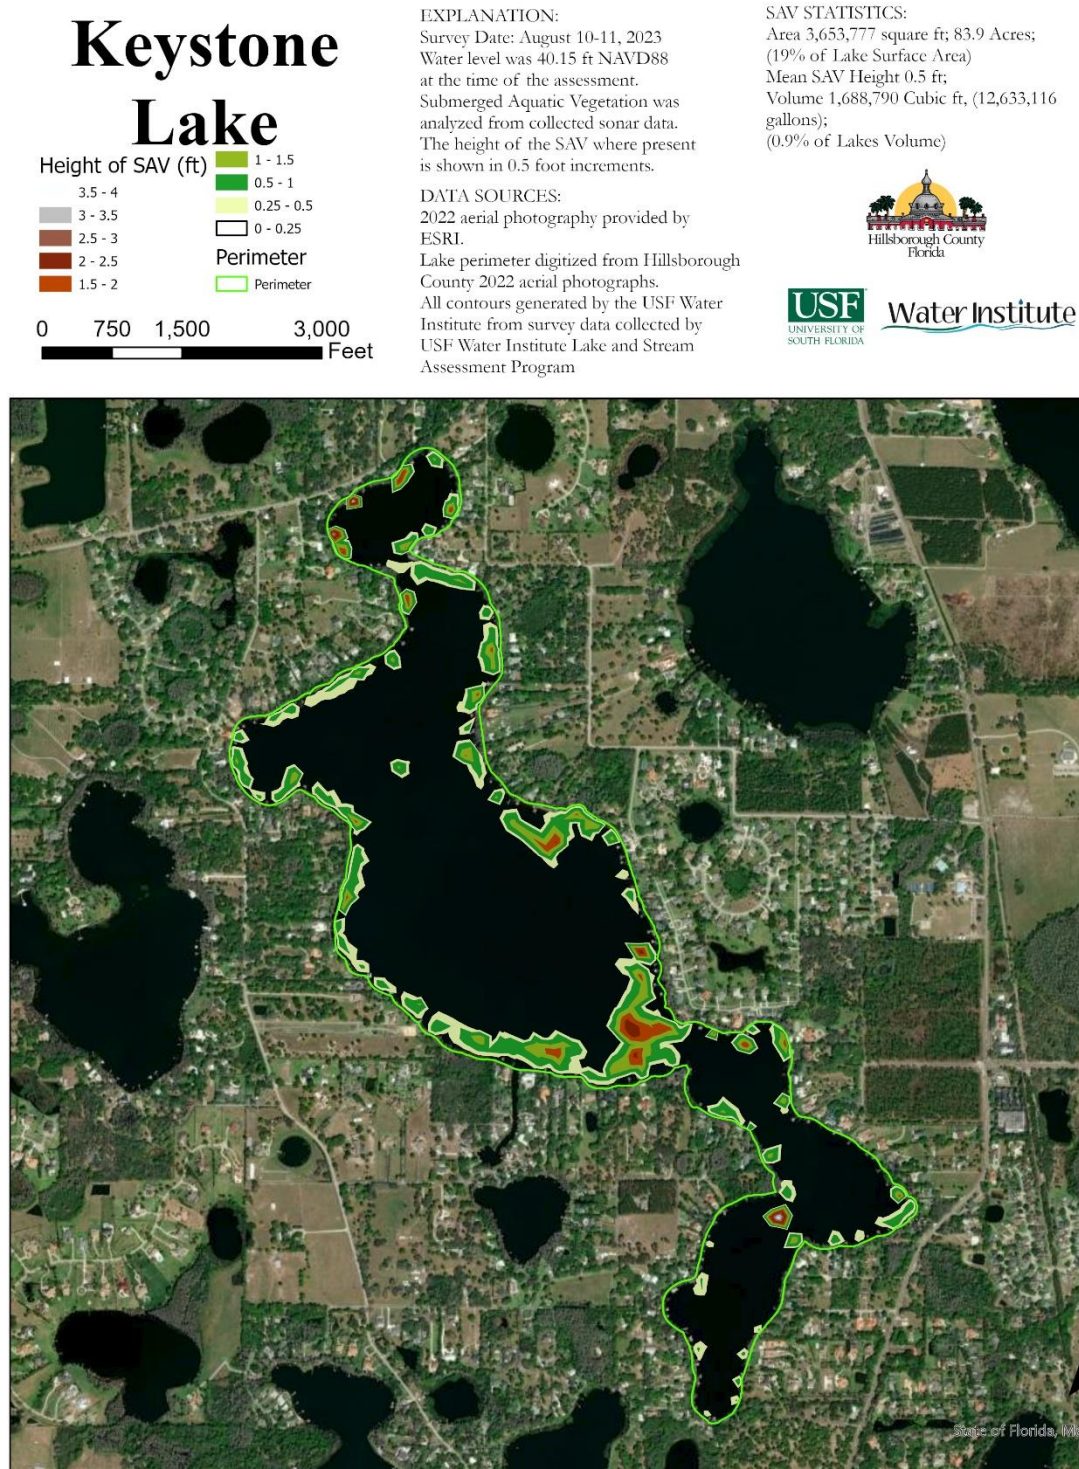 Keystone
Lake
Height of SAV (ft)
3.5 - 4
3 - 3.5
2.5 - 3
2 - 2.5
1.5 - 2
1 - 1.5
0.5 - 1
0.25 - 0.5
0 - 0.25
Perimeter
Perimeter
0 750 1,500 3,000
Feet
EXPLANATION:
Survey Date: August 10-11, 2023
Water level was 40.15 ft NAVD88
at the time of the assessment.
Submerged Aquatic Vegetation was
analyzed from collected sonar data.
The height of the SAV where present
is shown in 0.5 foot increments.
DATA SOURCES:
2022 aerial photography provided by
ESRI.
Lake perimeter digitized from Hillsborough
County 2022 aerial photographs.
All contours generated by the USF Water
Institute from survey data collected by
USF Water Institute Lake and Stream
Assessment Program
SAV STATISTICS:
Area 3,653,777 square ft; 83.9 Acres;
(19% of Lake Surface Area)
Mean SAV Height 0.5 ft;
Volume 1,688,790 Cubic ft, (12,633,116
gallons);
(0.9% of Lakes Volume)
Hillsborough County
Florida
USF
UNIVERSITY OF
SOUTH FLORIDA
Water Institute
State of Florida,